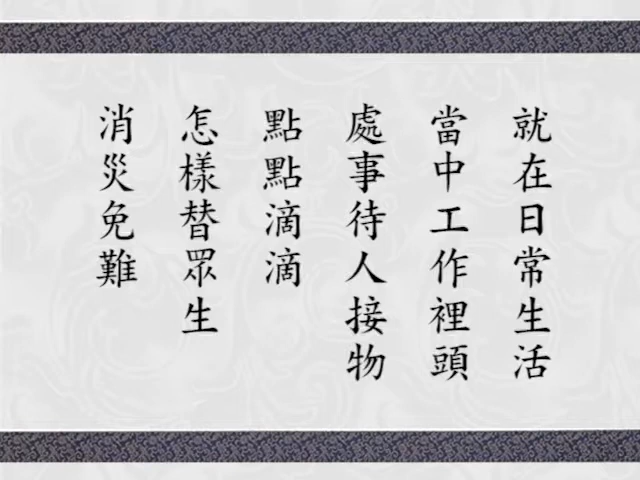 就在日常生活
當中工作裡頭
處事待人接物
點點滴滴
怎樣替眾生
消災免難